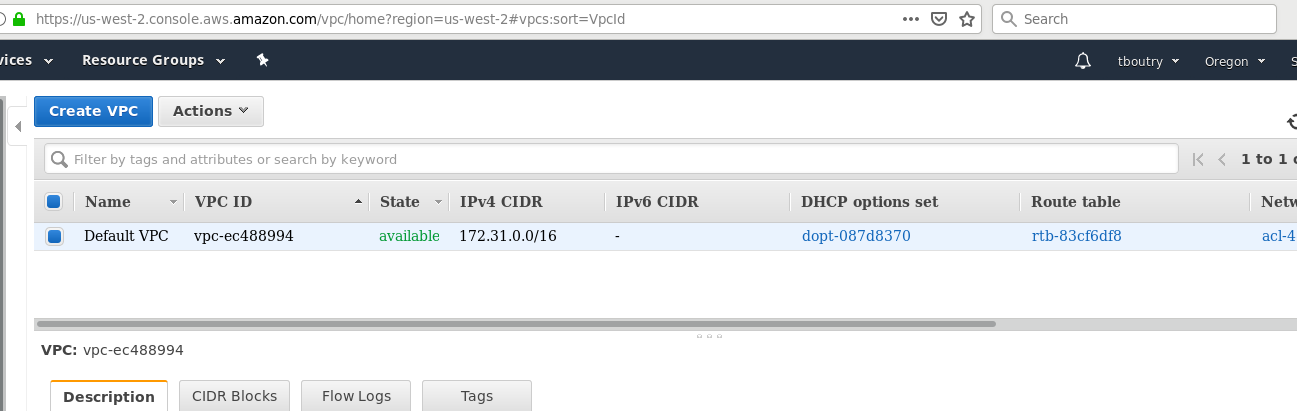 https://us-west-2.console.aws.amazon.com/vpc/home?region=us-west-2#vpcs:sort=VpcId ••• Search
vices Resource Groups tboutry Oregon S
Create VPC Actions
Filter by tags and attributes or search by keyword 1 to 1 o
Name VPC ID State IPv4 CIDR IPv6 CIDR DHCP options set Route table Netw
Default VPC vpc-ec488994 available 172.31.0.0/16 - dopt-087d8370 rtb-83cf6df8 acl-4
VPC: vpc-ec488994
Description CIDR Blocks Flow Logs Tags